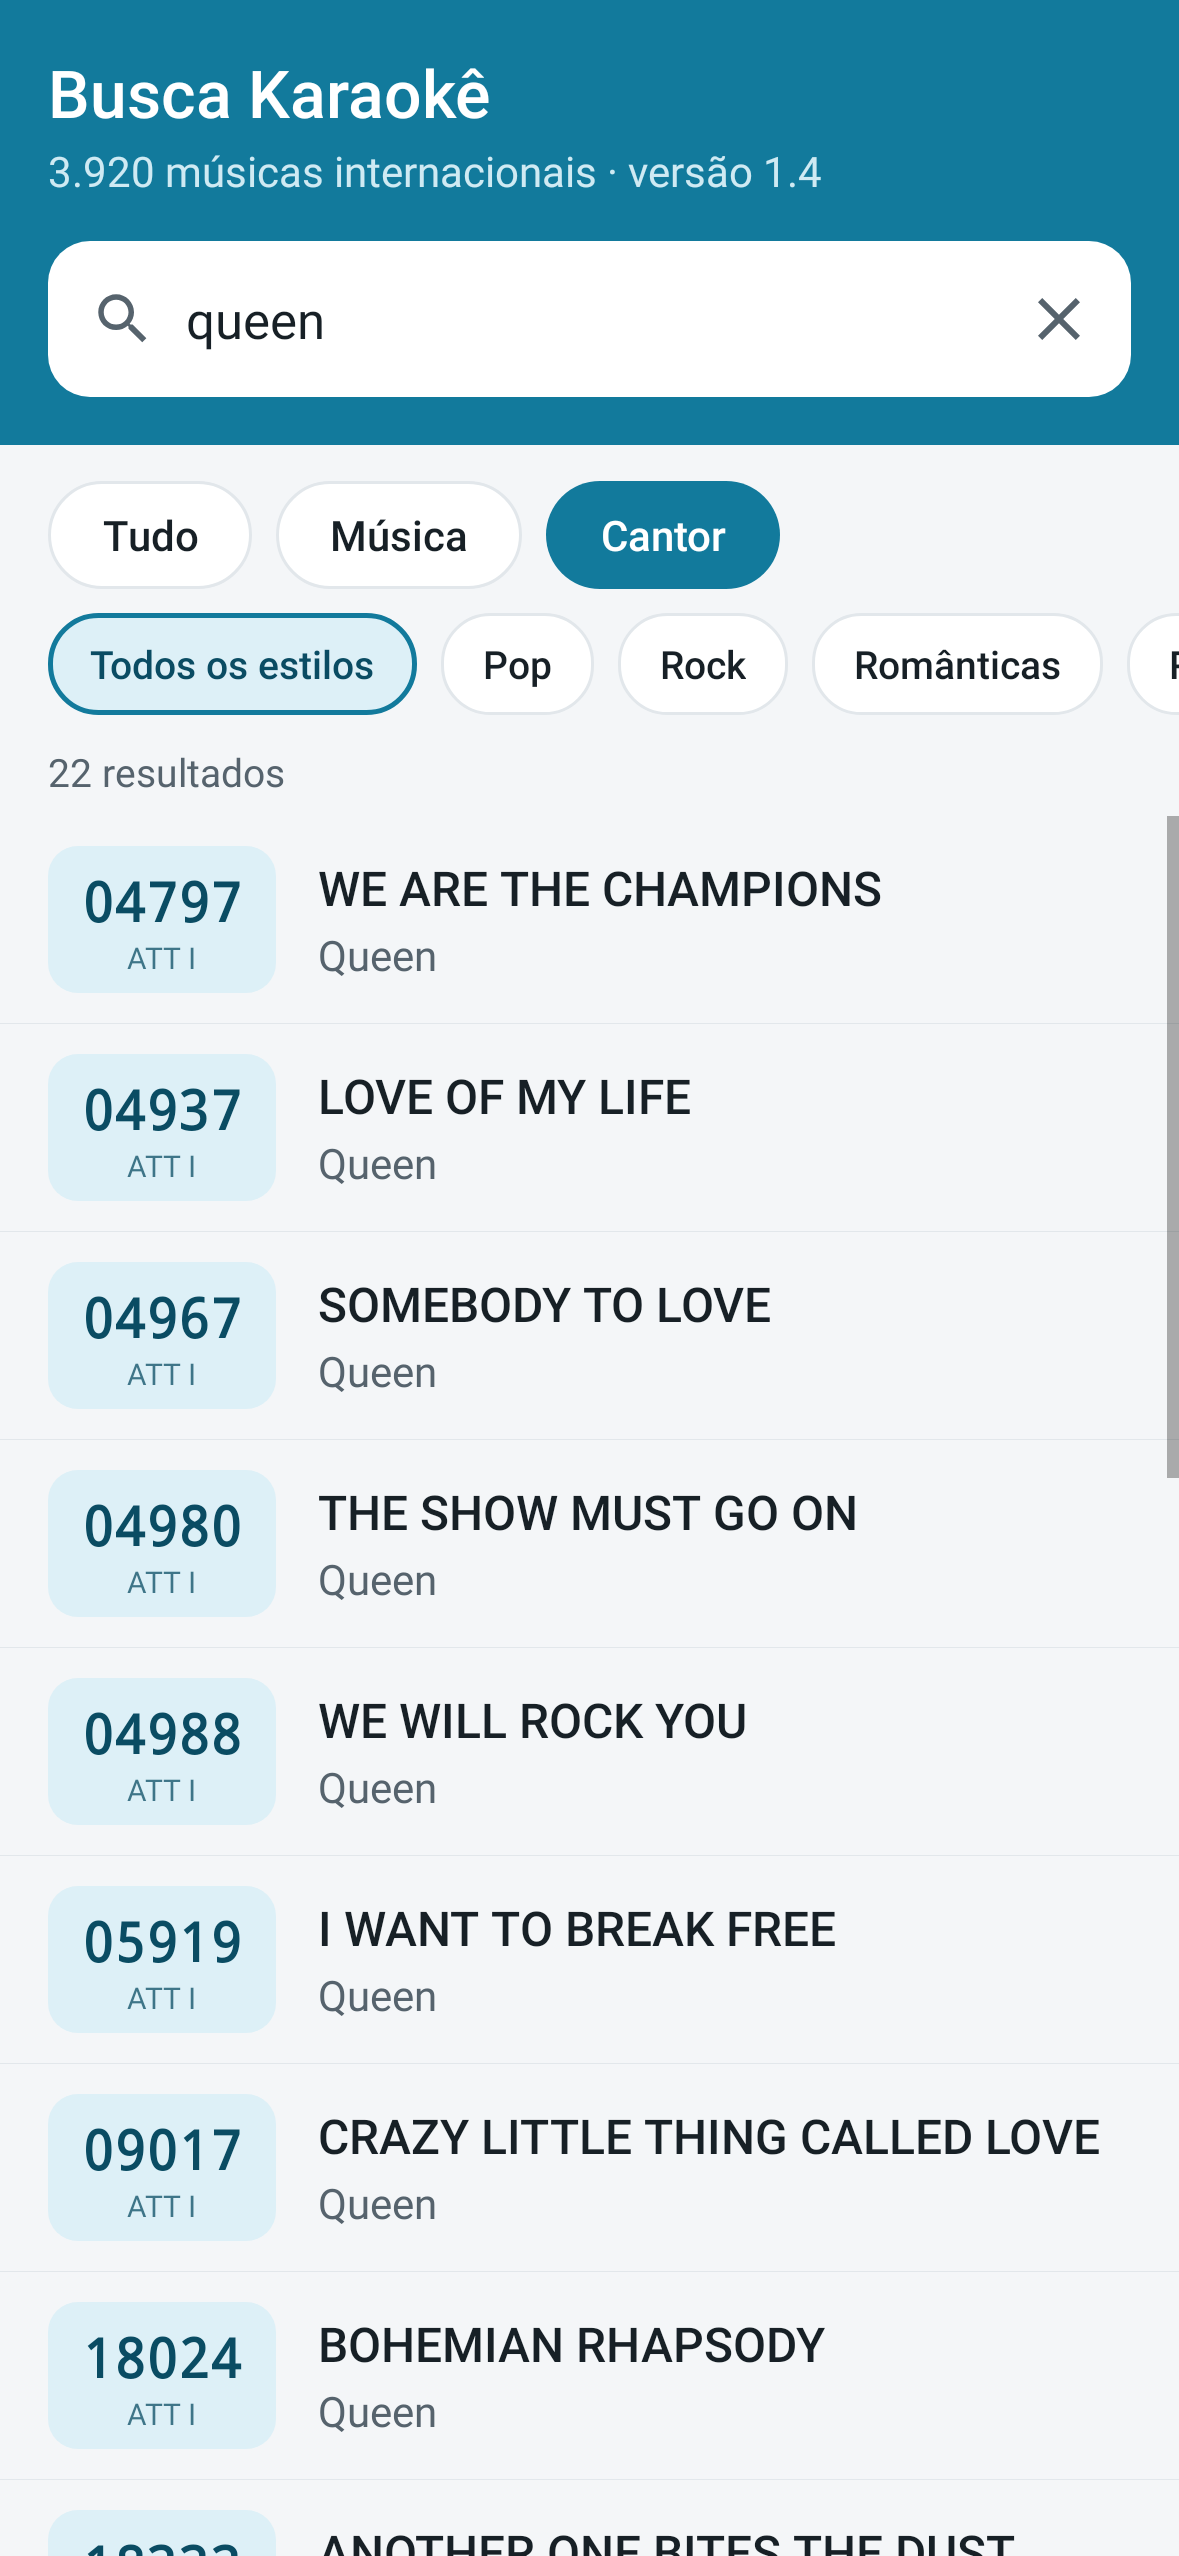 Busca Karaokê
3.920 músicas internacionais · versão 1.4
queen
Tudo
Música
Cantor
Todos os estilos
Pop
Rock
Românticas
22 resultados
04797
ATT I
WE ARE THE CHAMPIONS
Queen
04937
ATT I
LOVE OF MY LIFE
Queen
04967
ATT I
SOMEBODY TO LOVE
Queen
04980
ATT I
THE SHOW MUST GO ON
Queen
04988
ATT I
WE WILL ROCK YOU
Queen
05919
ATT I
I WANT TO BREAK FREE
Queen
09017
ATT I
CRAZY LITTLE THING CALLED LOVE
Queen
18024
ATT I
BOHEMIAN RHAPSODY
Queen
ANOTHER ONE BITES THE DUST